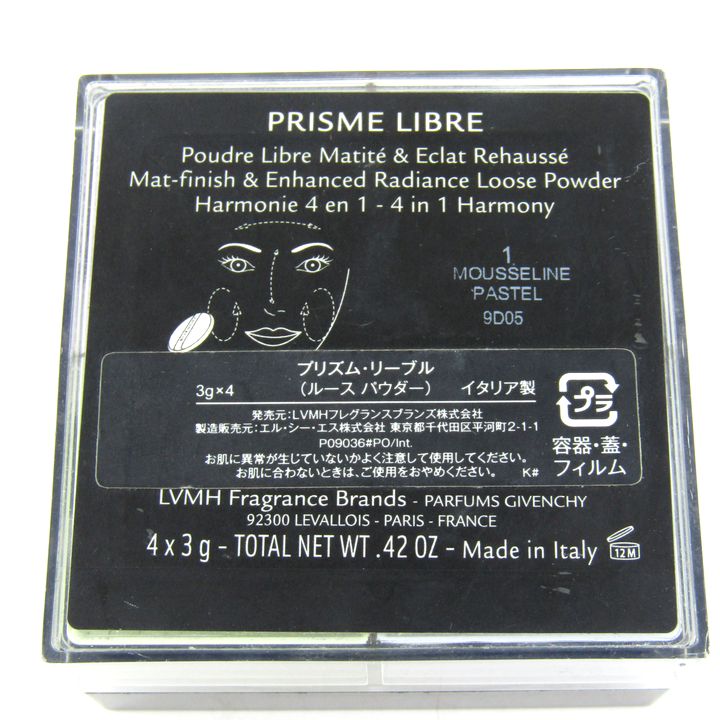 PRISME LIBRE
Poudre Libre Matité & Eclat Rehaussé
Mat-finish & Enhanced Radiance Loose Powder
Harmonie 4 en 1 - 4 in 1 Harmony
1
MOUSSELINE
PASTEL
9D05
プリズム・リーブル
3g×4 （ルース パウダー） イタリア製
発売元：LVMHフレグランスブランズ株式会社
製造販売元：エル・シー・エス株式会社 東京都千代田区平河町2-1-1
P09036#PO/Int.
お肌に異常が生じていないかよく注意して使用してください。
お肌に合わないときは、ご使用をおやめください。 K#
プラ
容器・蓋・
フィルム
LVMH Fragrance Brands - PARFUMS GIVENCHY
92300 LEVALLOIS - PARIS - FRANCE
4 x 3 g - TOTAL NET WT .42 OZ - Made in Italy 12M